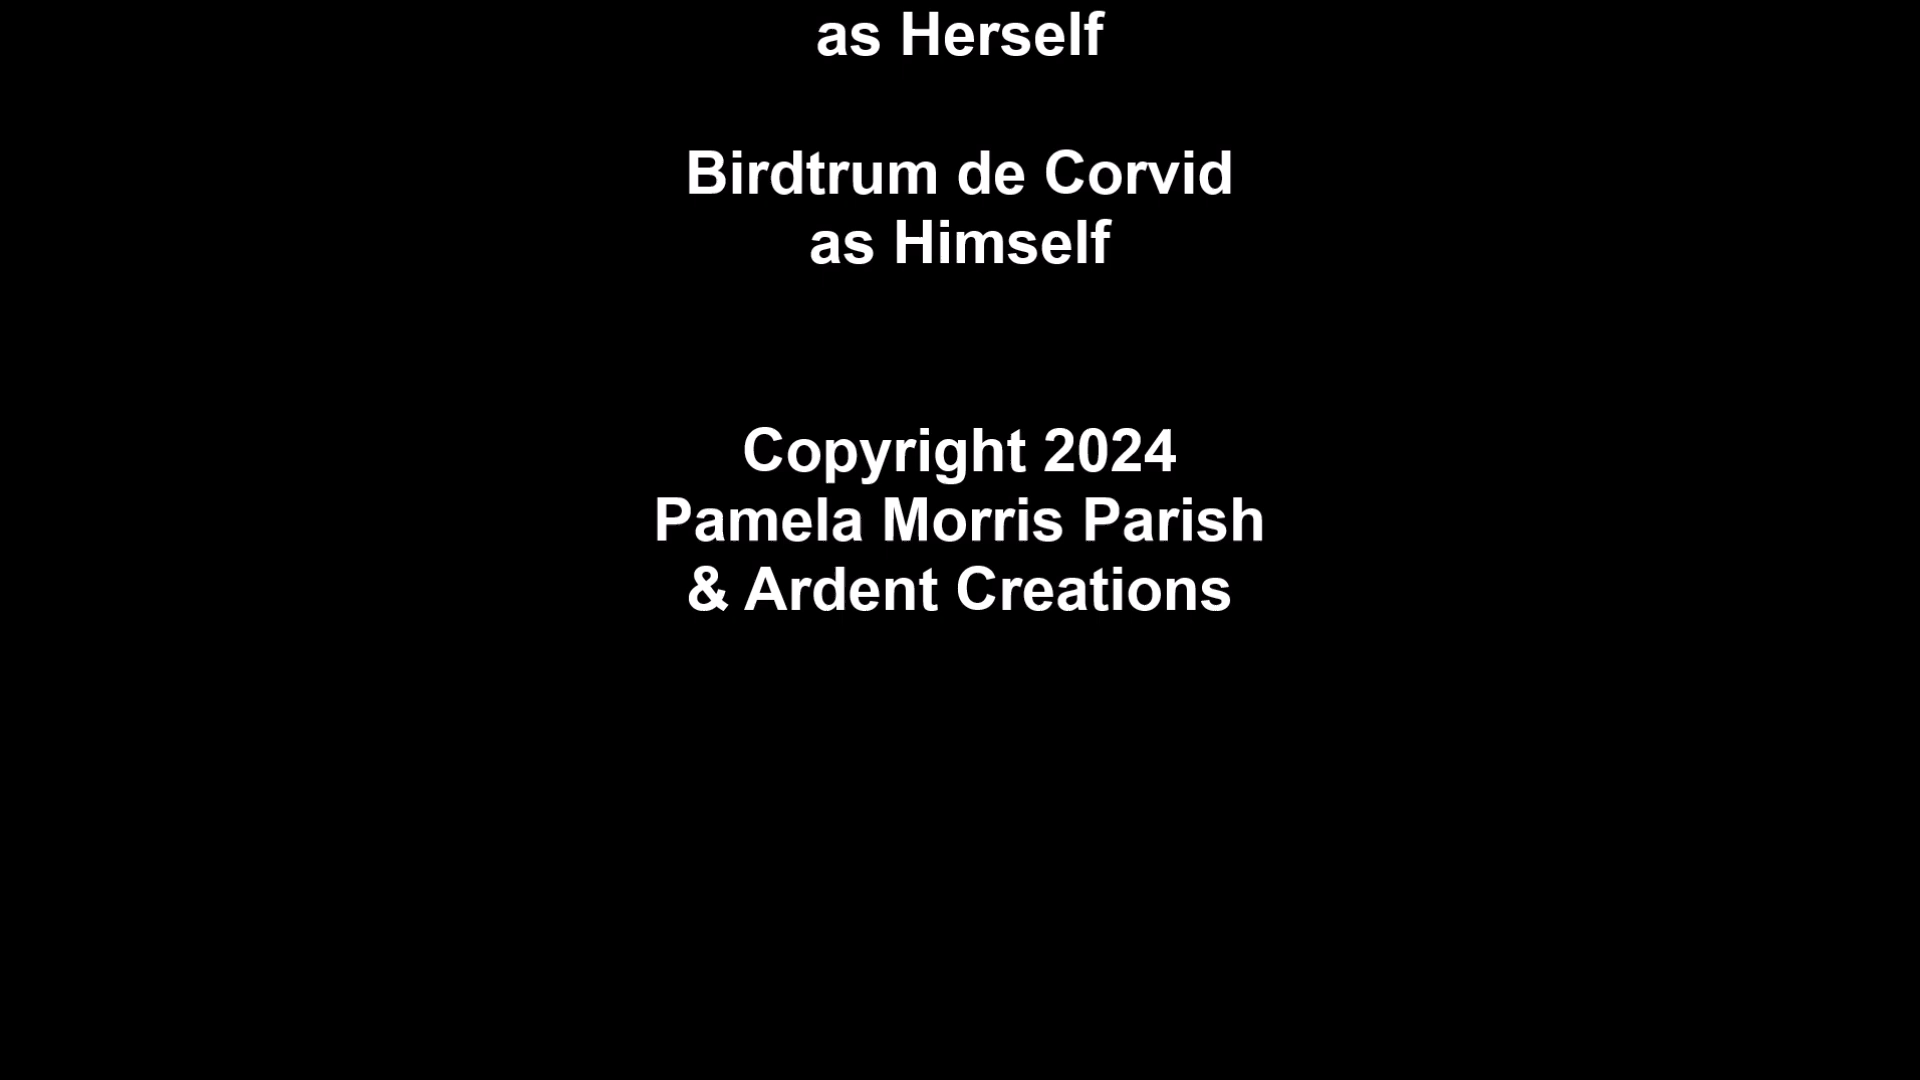 as Herself
Birdtrum de Corvid
as Himself
Copyright 2024
Pamela Morris Parish
& Ardent Creations